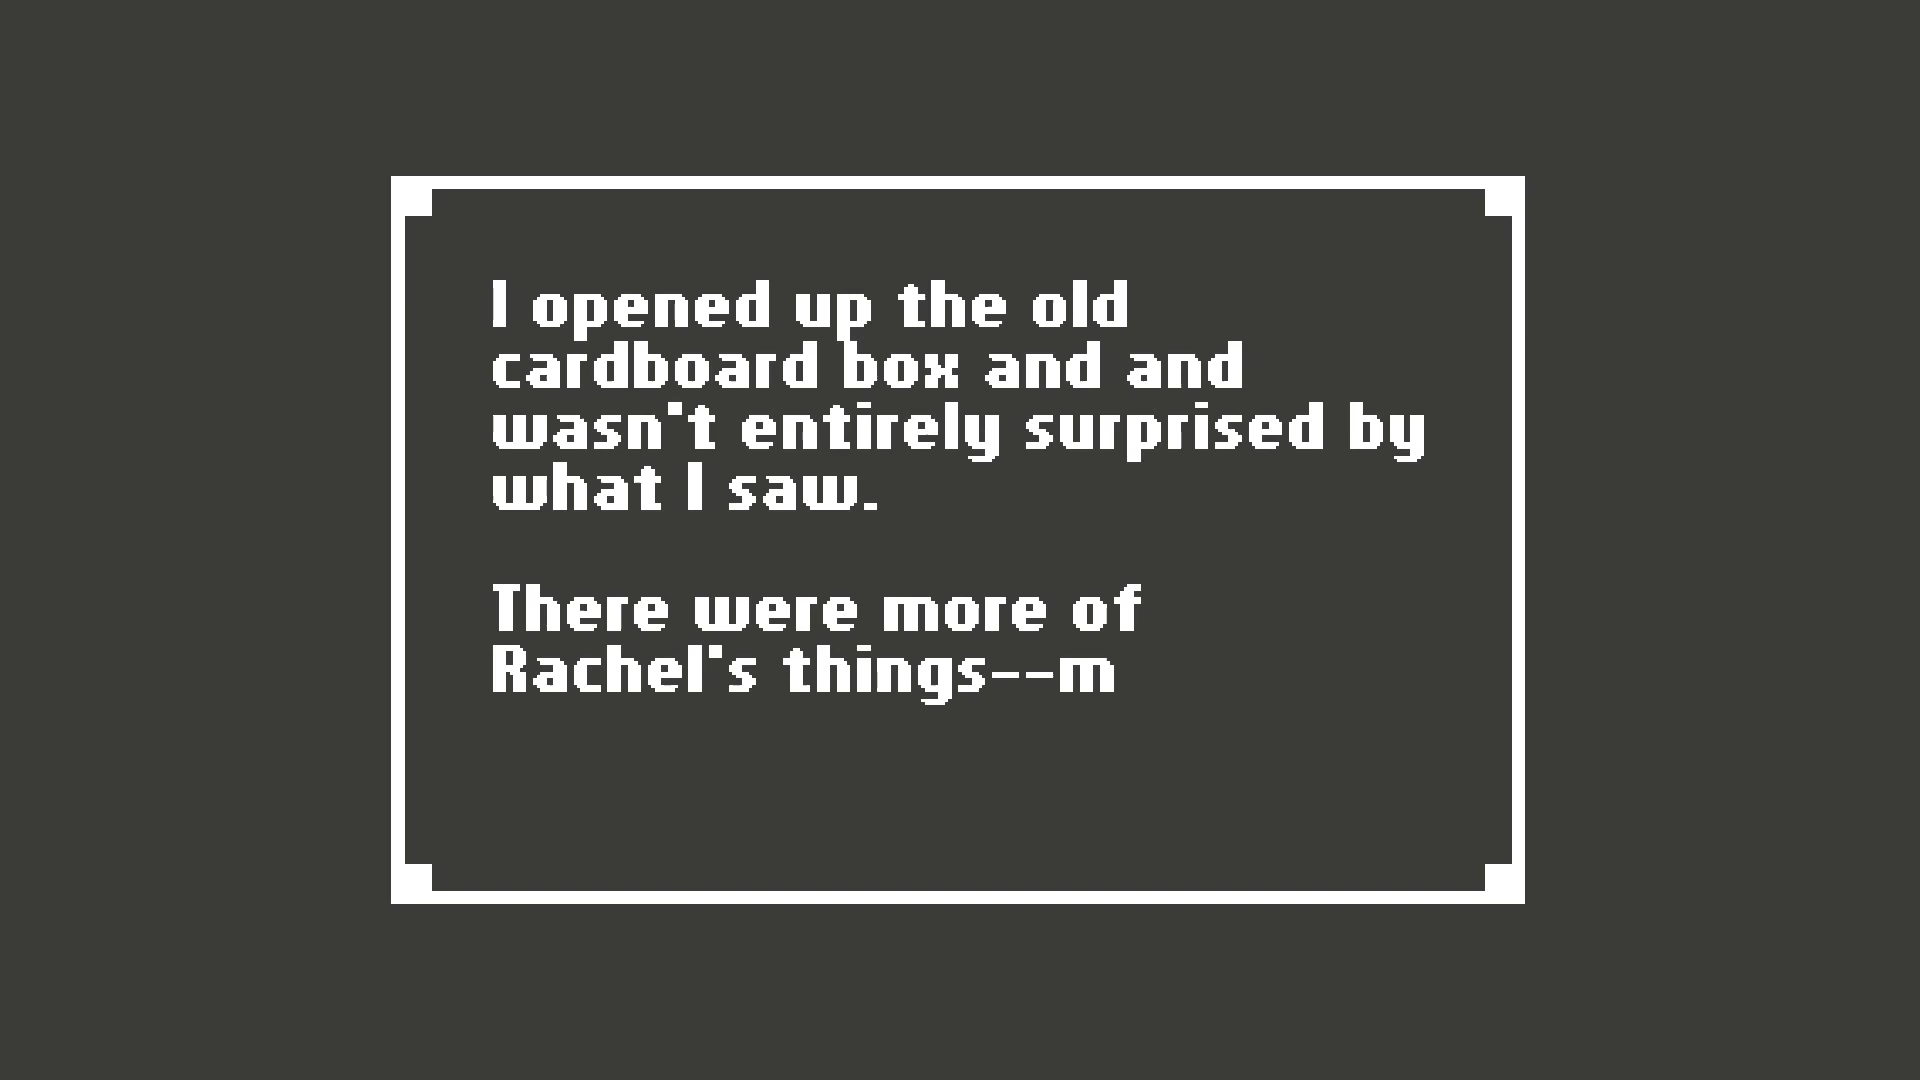 I opened up the old
cardboard box and and
wasn't entirely surprised by
what I saw.
There were more of
Rachel's things--m